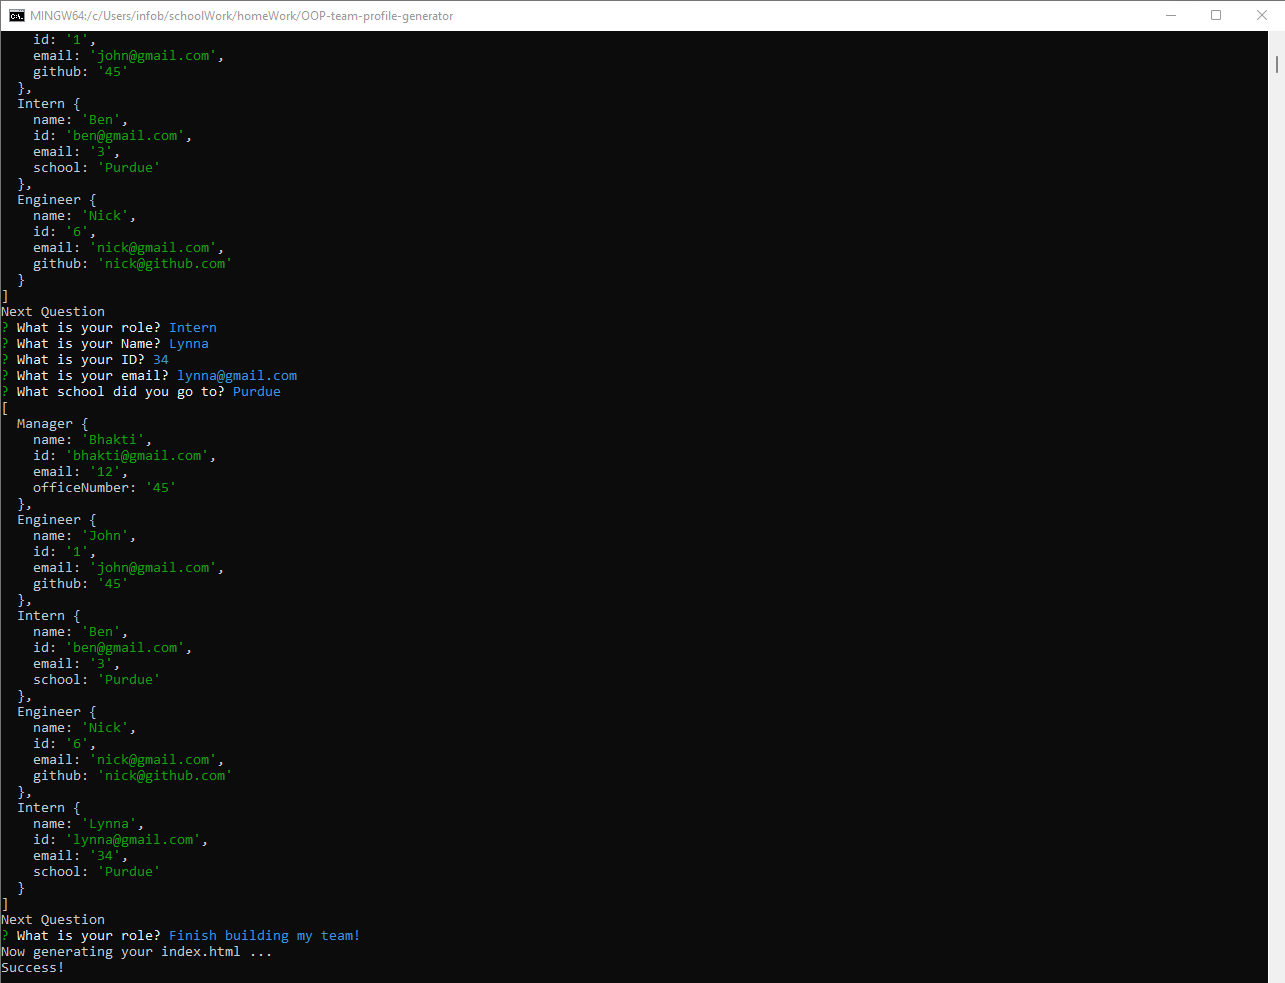 MINGW64:/c/Users/infob/schoolWork/homeWork/OOP-team-profile-generator
    id: '1',
    email: 'john@gmail.com',
    github: '45'
  },
  Intern {
    name: 'Ben',
    id: 'ben@gmail.com',
    email: '3',
    school: 'Purdue'
  },
  Engineer {
    name: 'Nick',
    id: '6',
    email: 'nick@gmail.com',
    github: 'nick@github.com'
  }
]
Next Question
? What is your role? Intern
? What is your Name? Lynna
? What is your ID? 34
? What is your email? lynna@gmail.com
? What school did you go to? Purdue
[
  Manager {
    name: 'Bhakti',
    id: 'bhakti@gmail.com',
    email: '12',
    officeNumber: '45'
  },
  Engineer {
    name: 'John',
    id: '1',
    email: 'john@gmail.com',
    github: '45'
  },
  Intern {
    name: 'Ben',
    id: 'ben@gmail.com',
    email: '3',
    school: 'Purdue'
  },
  Engineer {
    name: 'Nick',
    id: '6',
    email: 'nick@gmail.com',
    github: 'nick@github.com'
  },
  Intern {
    name: 'Lynna',
    id: 'lynna@gmail.com',
    email: '34',
    school: 'Purdue'
  }
]
Next Question
? What is your role? Finish building my team!
Now generating your index.html ...
Success!